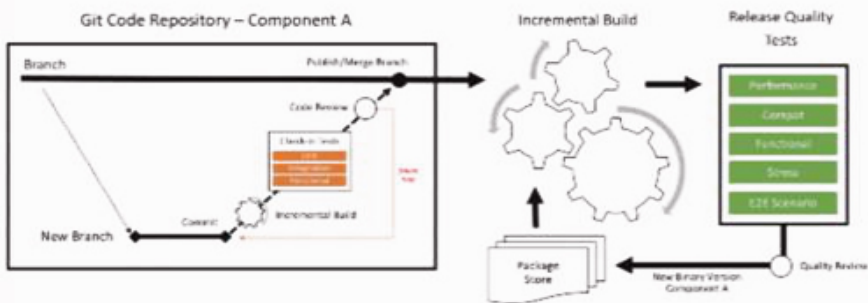 Git Code Repository – Component A
Incremental Build
Release Quality
Tests
Branch
Publish/Merge Branch
Code Review
Check-in Tests
Unit
Integration
Functional
Commit
Incremental Build
New Branch
Package
Store
Performance
Compat
Functional
Stress
E2E Scenario
Quality Review
New Binary Version
Component A